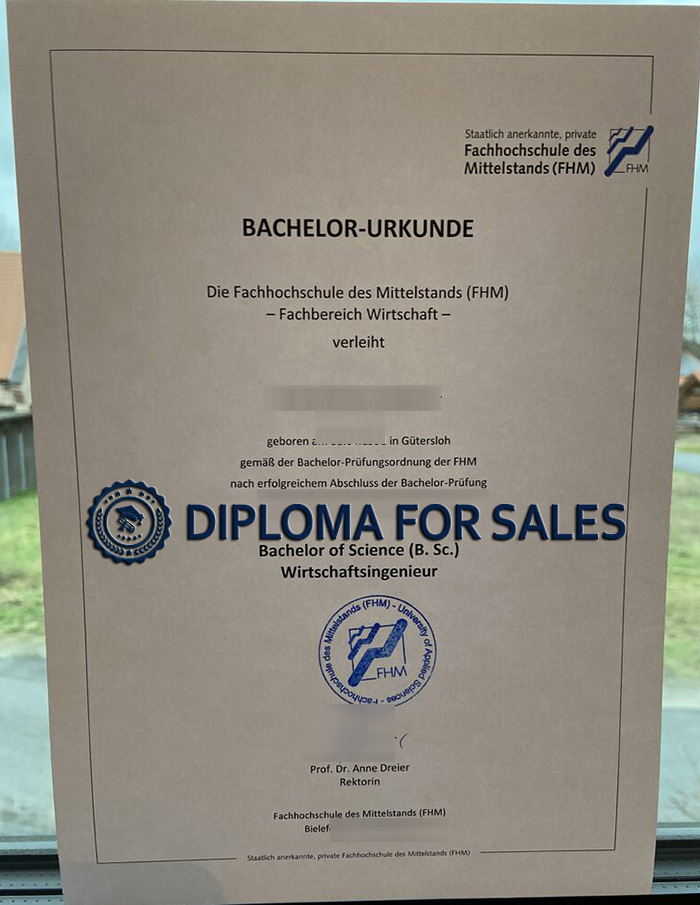 Staatlich anerkannte, private
Fachhochschule des
Mittelstands (FHM)
FHM
BACHELOR-URKUNDE
Die Fachhochschule des Mittelstands (FHM)
– Fachbereich Wirtschaft –
verleiht
geboren in Gütersloh
gemäß der Bachelor-Prüfungsordnung der FHM
nach erfolgreichem Abschluss der Bachelor-Prüfung
DIPLOMA FOR SALES
Bachelor of Science (B. Sc.)
Wirtschaftsingenieur
Fachhochschule des Mittelstands (FHM) - University of Applied Sciences -
FHM
Prof. Dr. Anne Dreier
Rektorin
Fachhochschule des Mittelstands (FHM)
Staatlich anerkannte, private Fachhochschule des Mittelstands (FHM)